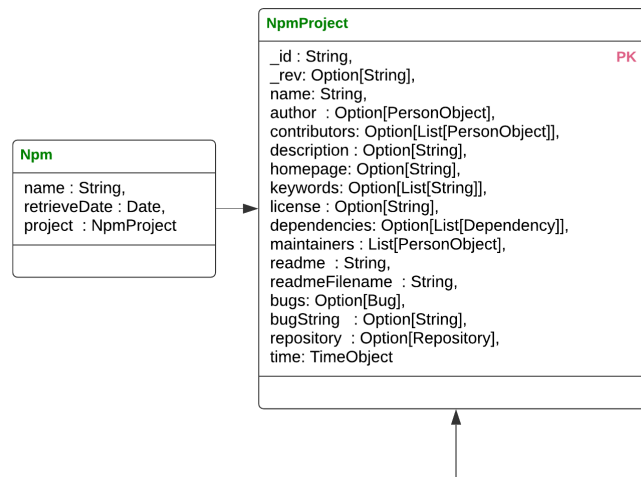 NpmProject
_id : String, PK
_rev: Option[String],
name: String,
author : Option[PersonObject],
contributors: Option[List[PersonObject]],
description : Option[String],
homepage: Option[String],
keywords: Option[List[String]],
license : Option[String],
dependencies: Option[List[Dependency]],
maintainers : List[PersonObject],
readme : String,
readmeFilename : String,
bugs: Option[Bug],
bugString : Option[String],
repository : Option[Repository],
time: TimeObject
Npm
name : String,
retrieveDate : Date,
project : NpmProject